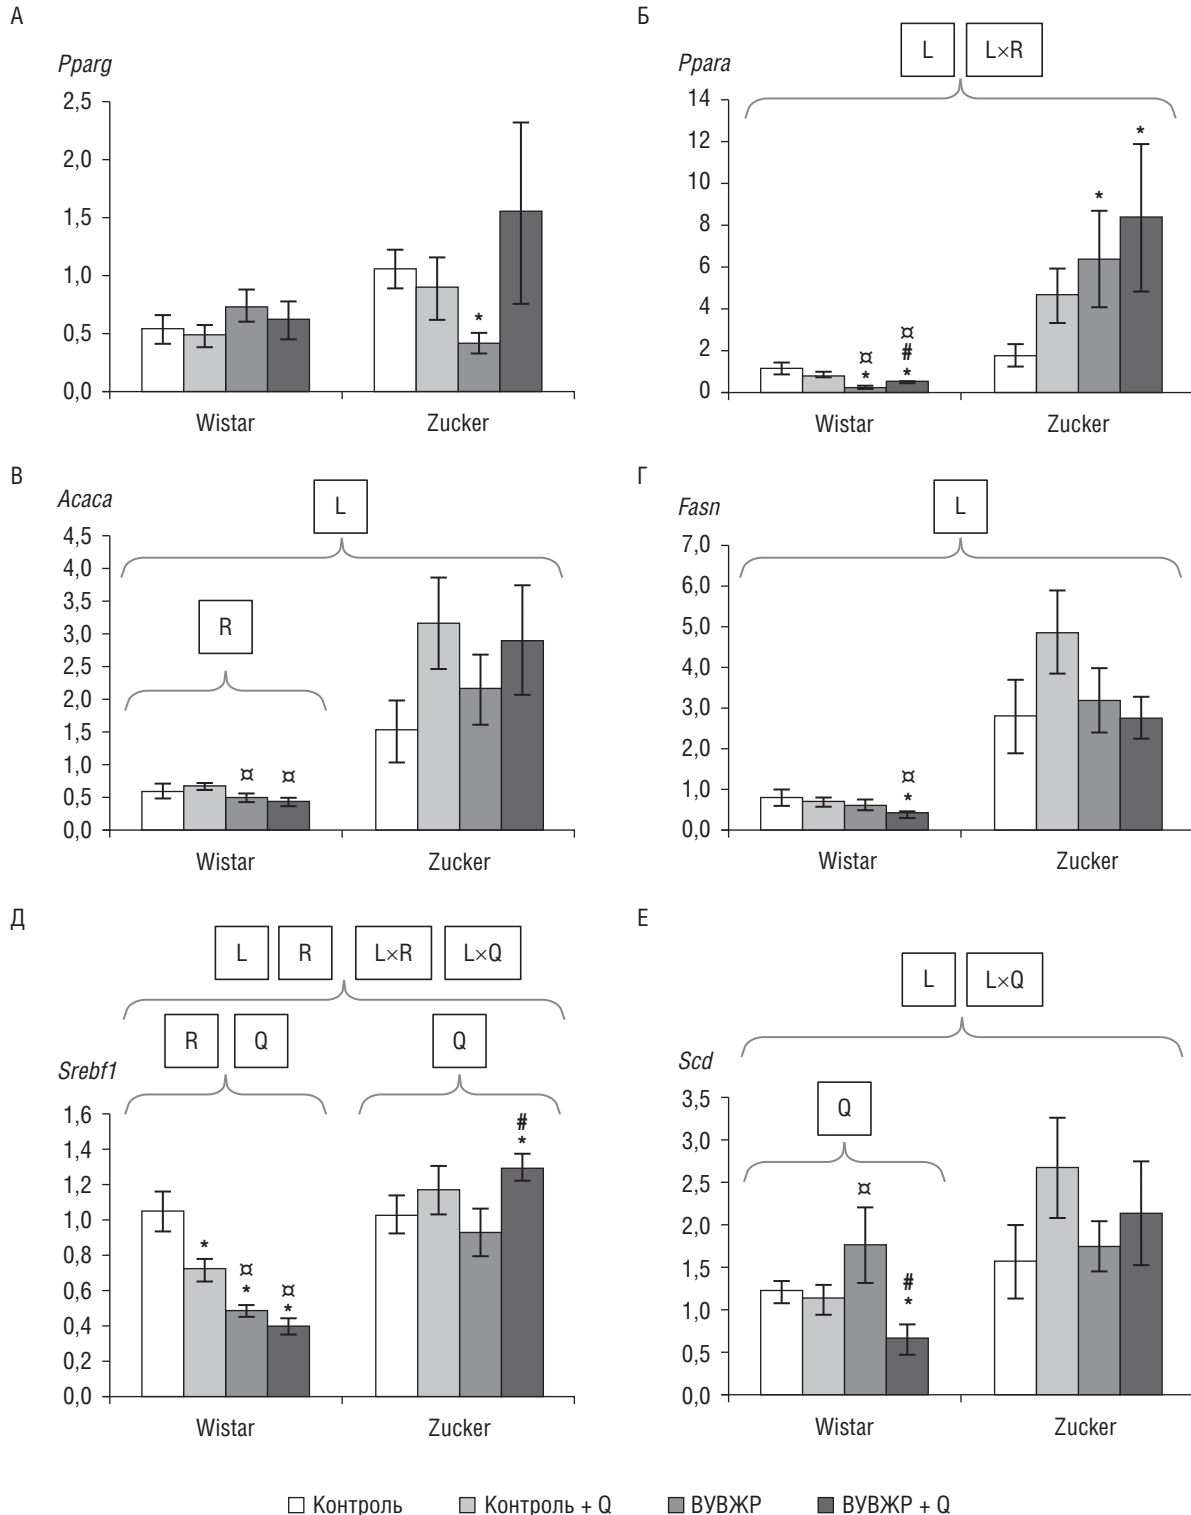 А
Pparg
2,5
2,0
1,5
1,0
0,5
0,0
*
Wistar Zucker
Б
L L×R
Ppara
14
12
10
8
6
4
2
0
¤
*
¤
#
*
*
*
Wistar Zucker
В
L
Acaca
4,5
4,0
3,5
3,0
2,5
2,0
1,5
1,0
0,5
0,0
R
¤ ¤
Wistar Zucker
Г
L
Fasn
7,0
6,0
5,0
4,0
3,0
2,0
1,0
0,0
¤
*
Wistar Zucker
Д
L R L×R L×Q
R Q Q
Srebf1
1,6
1,4
1,2
1,0
0,8
0,6
0,4
0,2
0,0
*
¤
*
¤
*
#
*
Wistar Zucker
Е
L L×Q
Scd
3,5
3,0
2,5
2,0
1,5
1,0
0,5
0,0
Q
¤
#
*
Wistar Zucker
Контроль Контроль + Q ВУВЖР ВУВЖР + Q